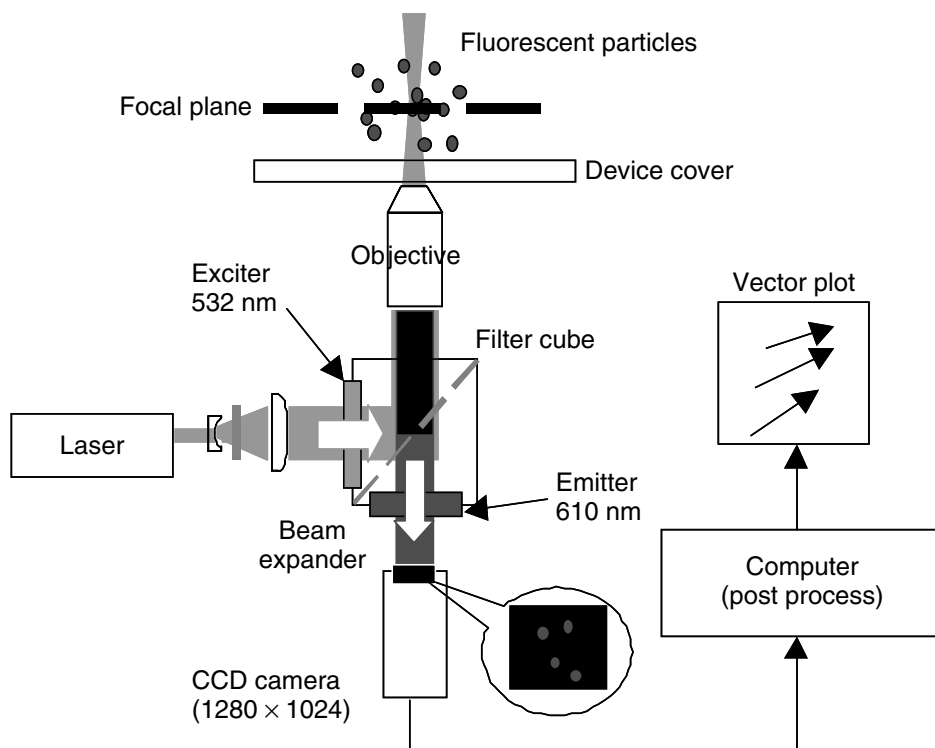 Fluorescent particles
Focal plane
Device cover
Objective
Exciter
532 nm
Vector plot
Filter cube
Laser
Emitter
610 nm
Beam
expander
Computer
(post process)
CCD camera
(1280 × 1024)